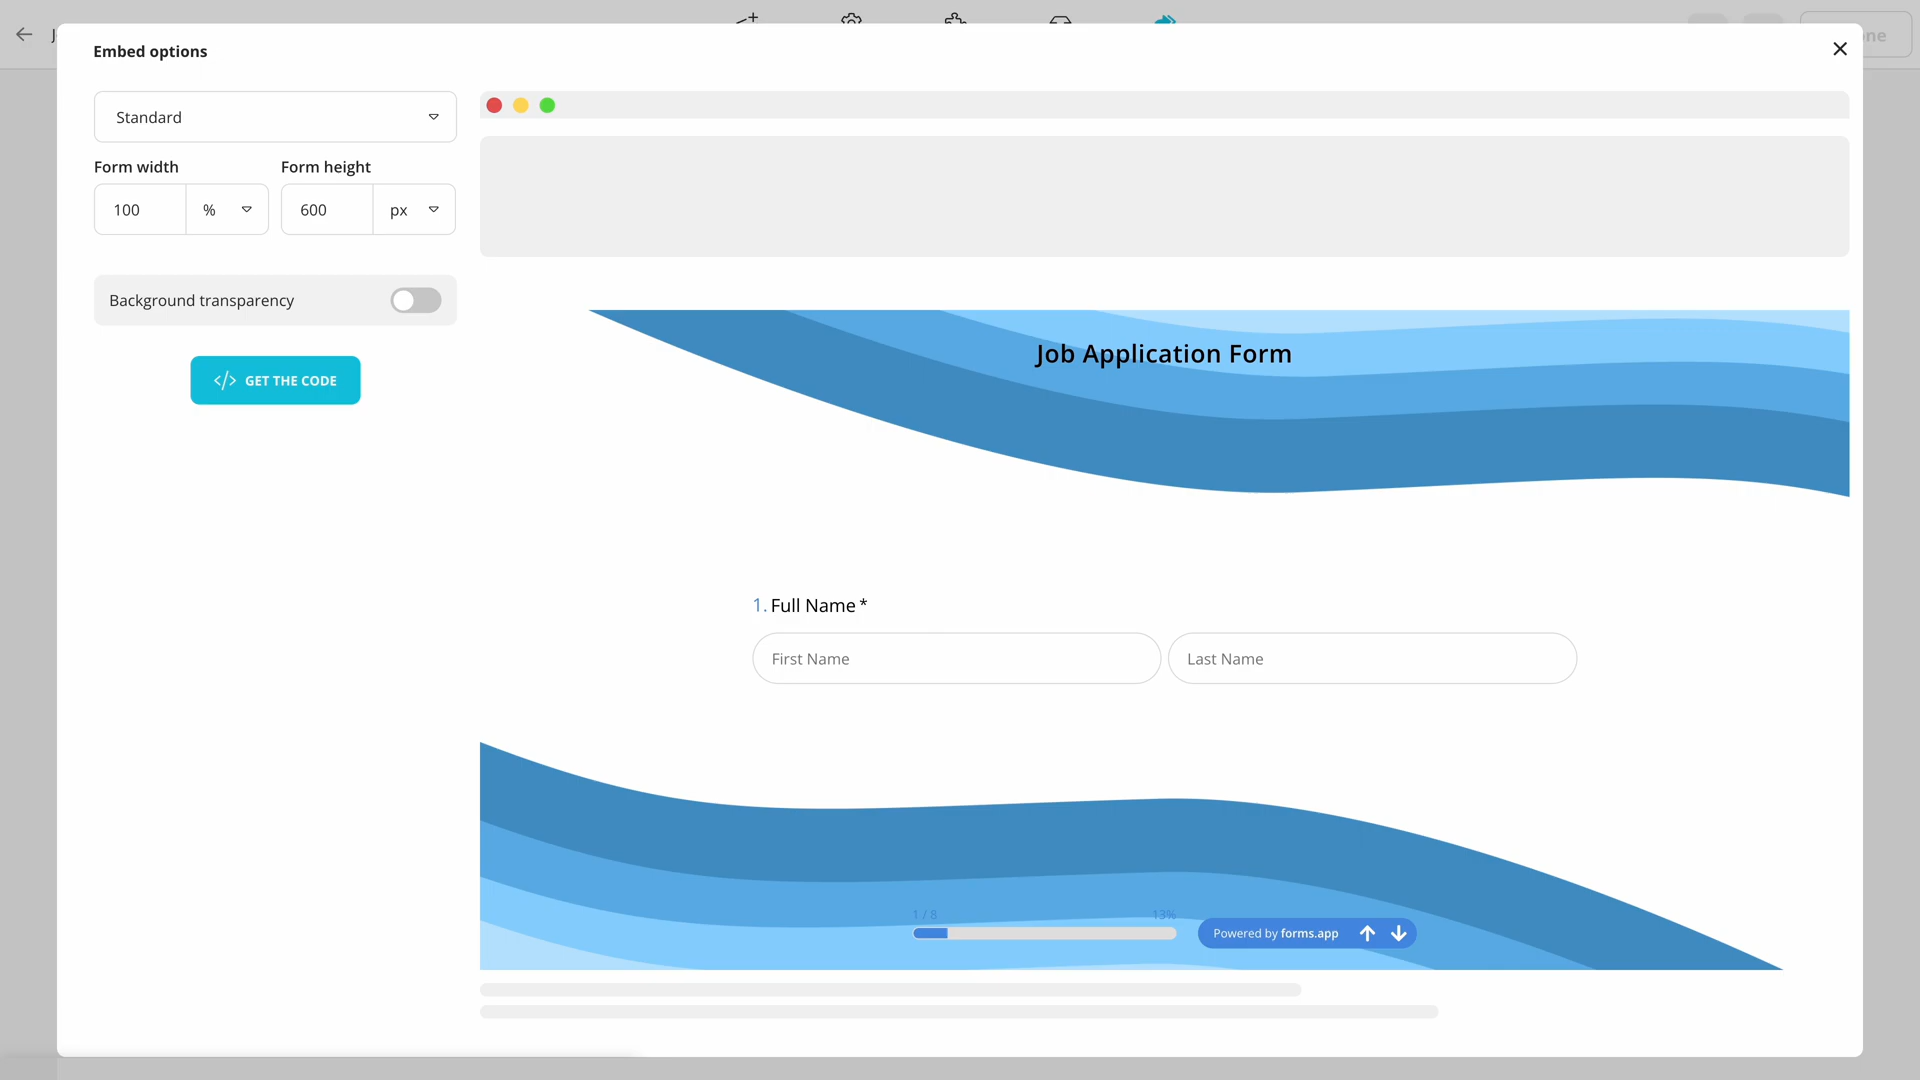 Embed options
Standard
Form width
Form height
100
%
600
px
Background transparency
</> GET THE CODE
Job Application Form
1. Full Name *
First Name
Last Name
1 / 8
13%
Powered by forms.app